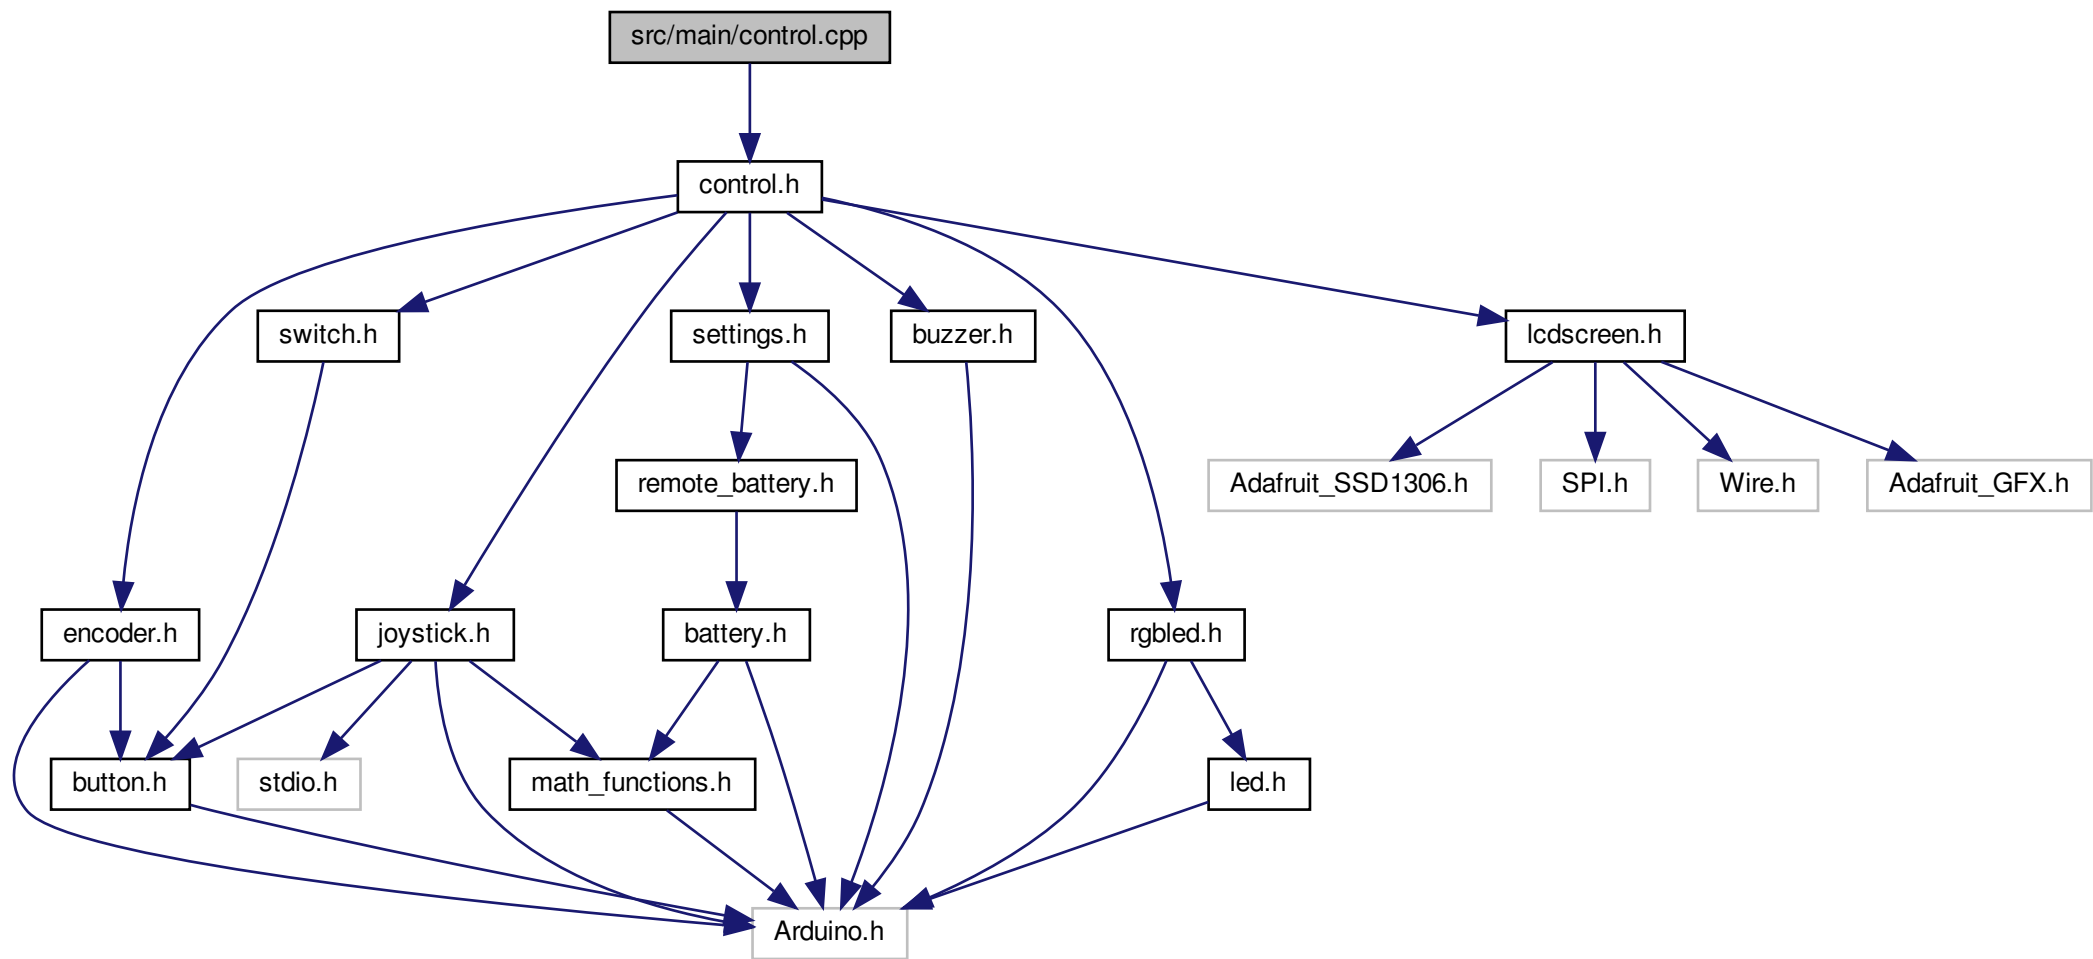 src/main/control.cpp
control.h
switch.h
settings.h
buzzer.h
lcdscreen.h
remote_battery.h
Adafruit_SSD1306.h
SPI.h
Wire.h
Adafruit_GFX.h
encoder.h
joystick.h
battery.h
rgbled.h
button.h
stdio.h
math_functions.h
led.h
Arduino.h